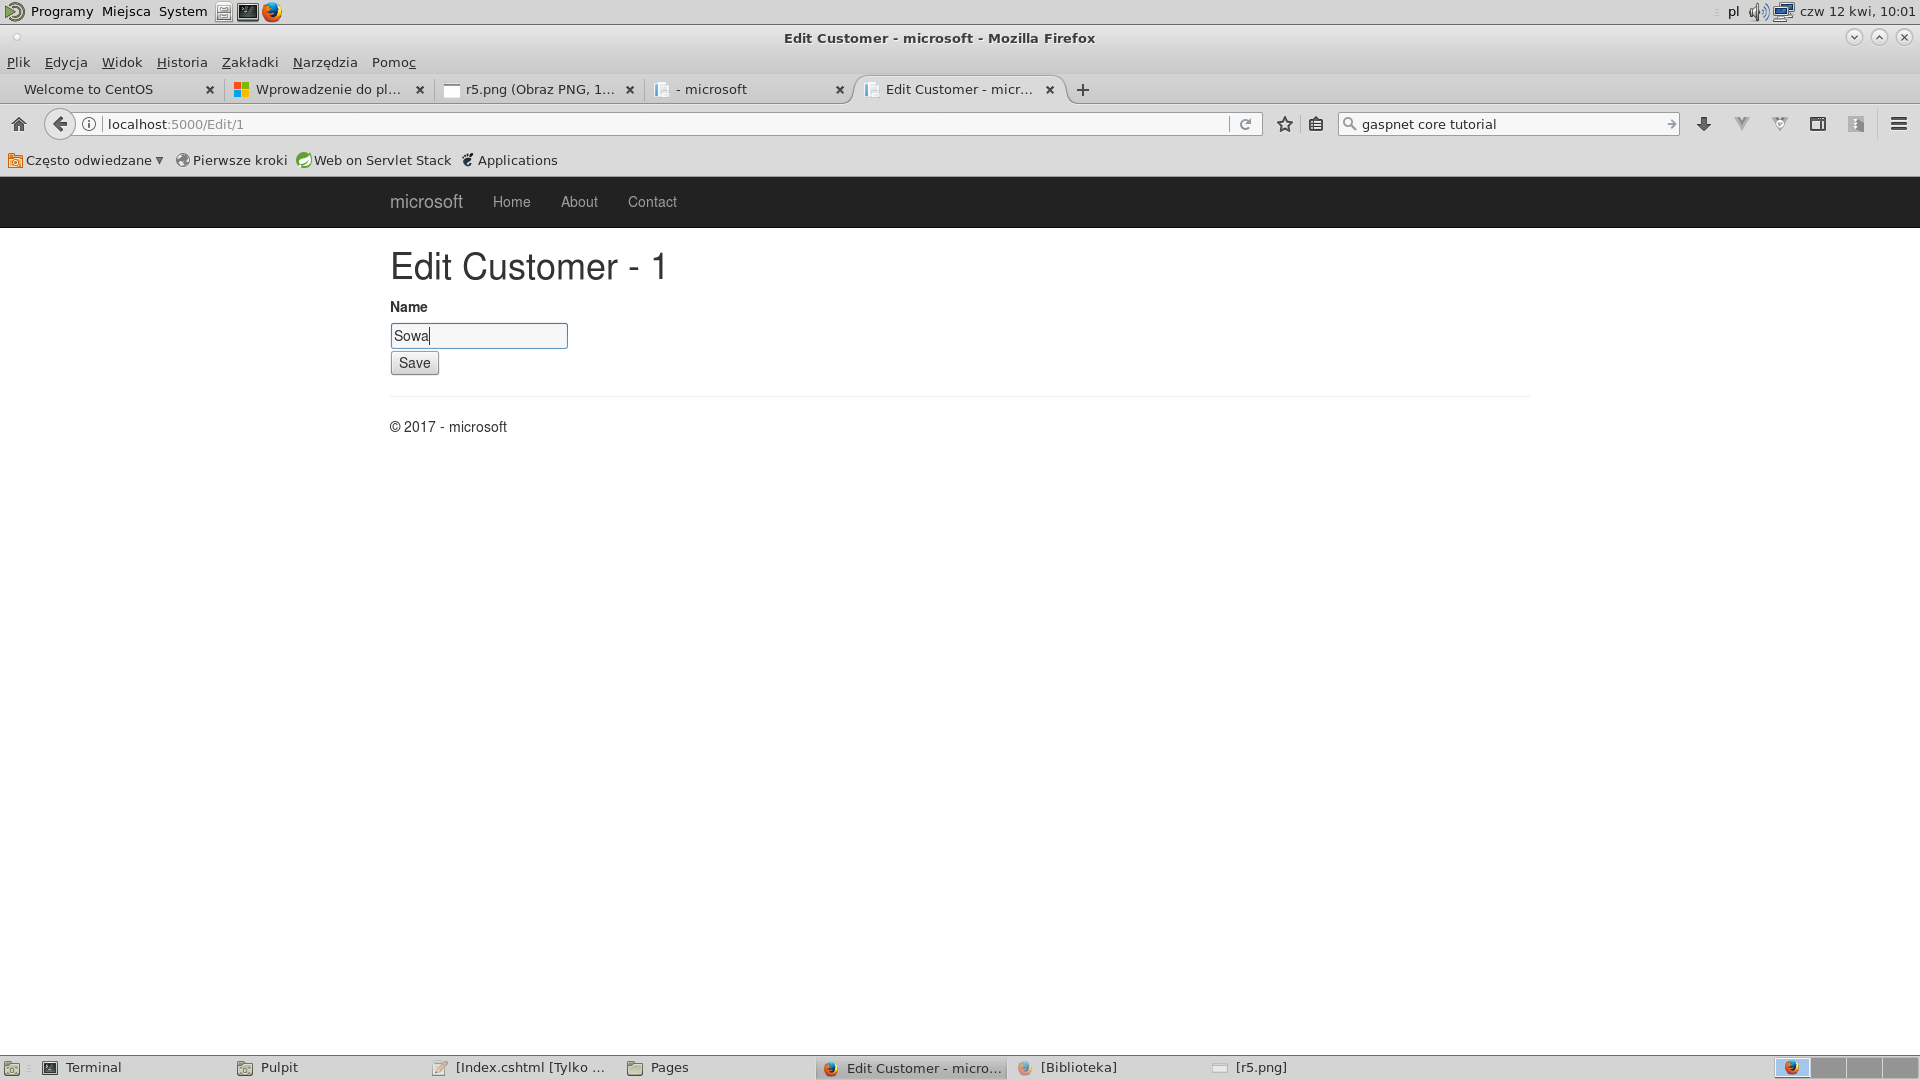 Programy Miejsca System pl czw 12 kwi, 10:01
Edit Customer - microsoft - Mozilla Firefox
Plik Edycja Widok Historia Zakładki Narzędzia Pomoc
Welcome to CentOS Wprowadzenie do pl... r5.png (Obraz PNG, 1... - microsoft Edit Customer - micr...
localhost:5000/Edit/1 gaspnet core tutorial
Często odwiedzane Pierwsze kroki Web on Servlet Stack Applications
microsoft Home About Contact
Edit Customer - 1
Name
Sowa
Save
© 2017 - microsoft
Terminal Pulpit [Index.cshtml [Tylko ... Pages Edit Customer - micro... [Biblioteka] [r5.png]